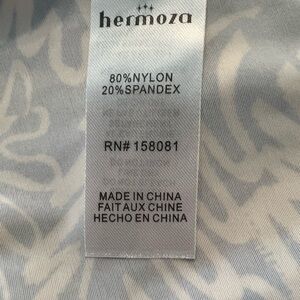 hermoza
80%NYLON
20%SPANDEX
RN# 158081
MADE IN CHINA
FAIT AUX CHINE
HECHO EN CHINA